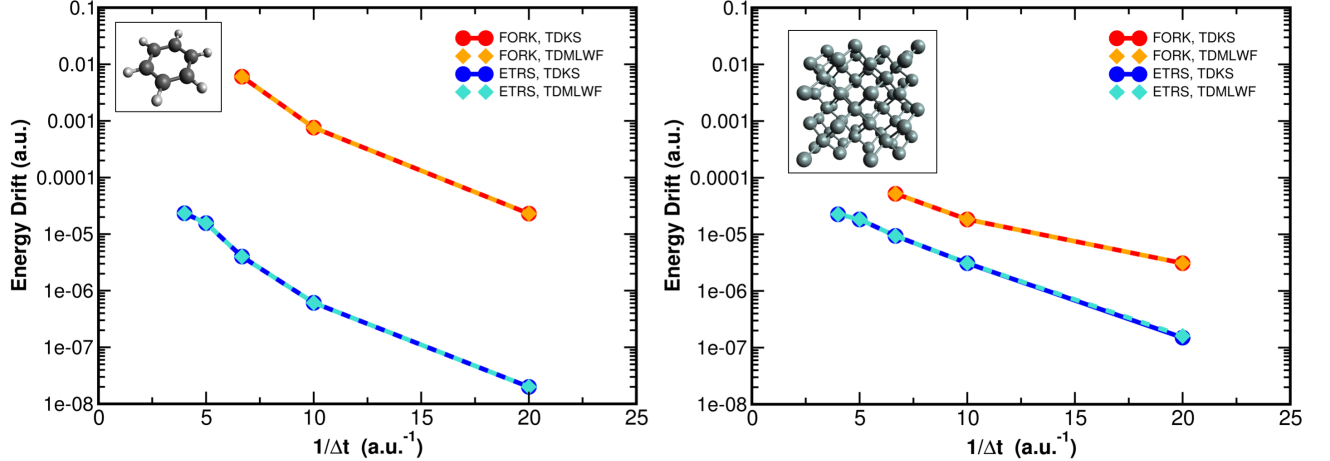 0.1
0.01
0.001
0.0001
1e-05
1e-06
1e-07
1e-08
Energy Drift (a.u.)
0 5 10 15 20 25
1/Δt (a.u.⁻¹)
FORK, TDKS
FORK, TDMLWF
ETRS, TDKS
ETRS, TDMLWF
0.1
0.01
0.001
0.0001
1e-05
1e-06
1e-07
1e-08
Energy Drift (a.u.)
0 5 10 15 20 25
1/Δt (a.u.⁻¹)
FORK, TDKS
FORK, TDMLWF
ETRS, TDKS
ETRS, TDMLWF